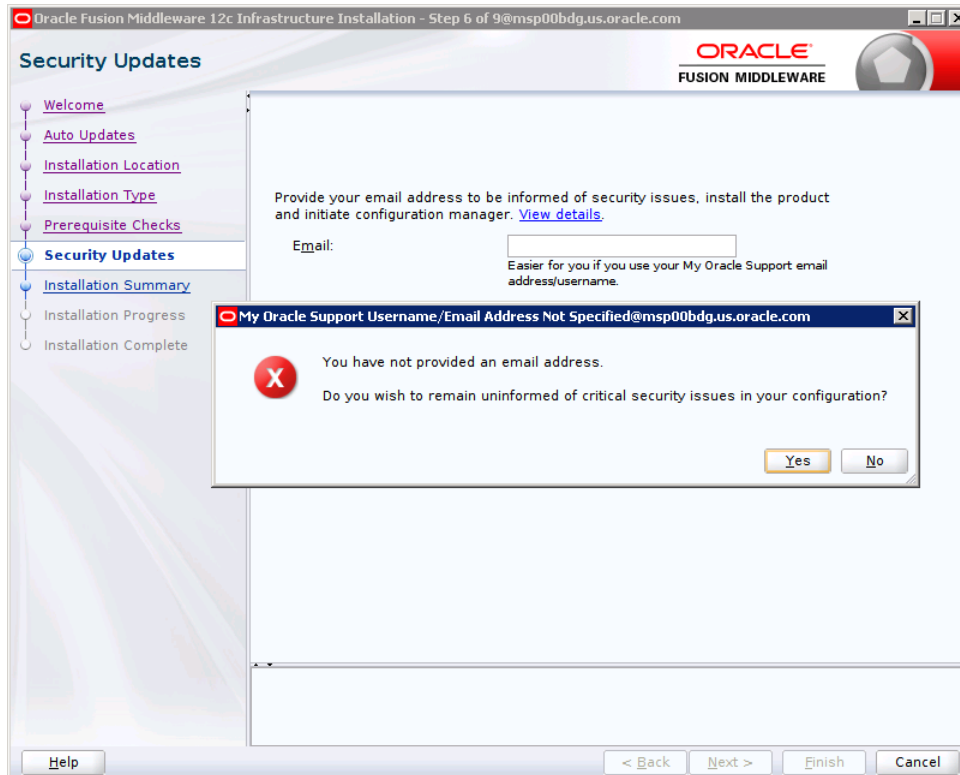 Oracle Fusion Middleware 12c Infrastructure Installation - Step 6 of 9@msp00bdg.us.oracle.com
Security Updates
ORACLE
FUSION MIDDLEWARE
Welcome
Auto Updates
Installation Location
Installation Type
Prerequisite Checks
Security Updates
Installation Summary
Installation Progress
Installation Complete
Provide your email address to be informed of security issues, install the product
and initiate configuration manager. View details.
Email:
Easier for you if you use your My Oracle Support email
address/username.
My Oracle Support Username/Email Address Not Specified@msp00bdg.us.oracle.com
You have not provided an email address.
Do you wish to remain uninformed of critical security issues in your configuration?
Yes No
Help < Back Next > Finish Cancel